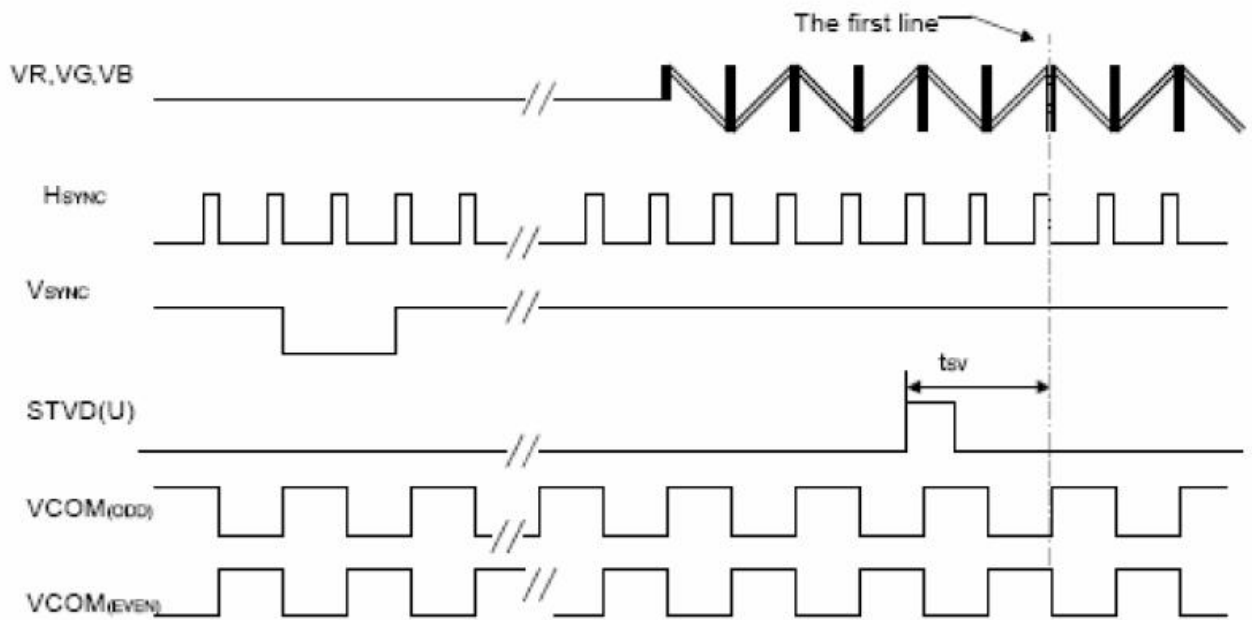 The first line
VR,VG,VB
HSYNC
VSYNC
tsv
STVD(U)
VCOM(ODD)
VCOM(EVEN)